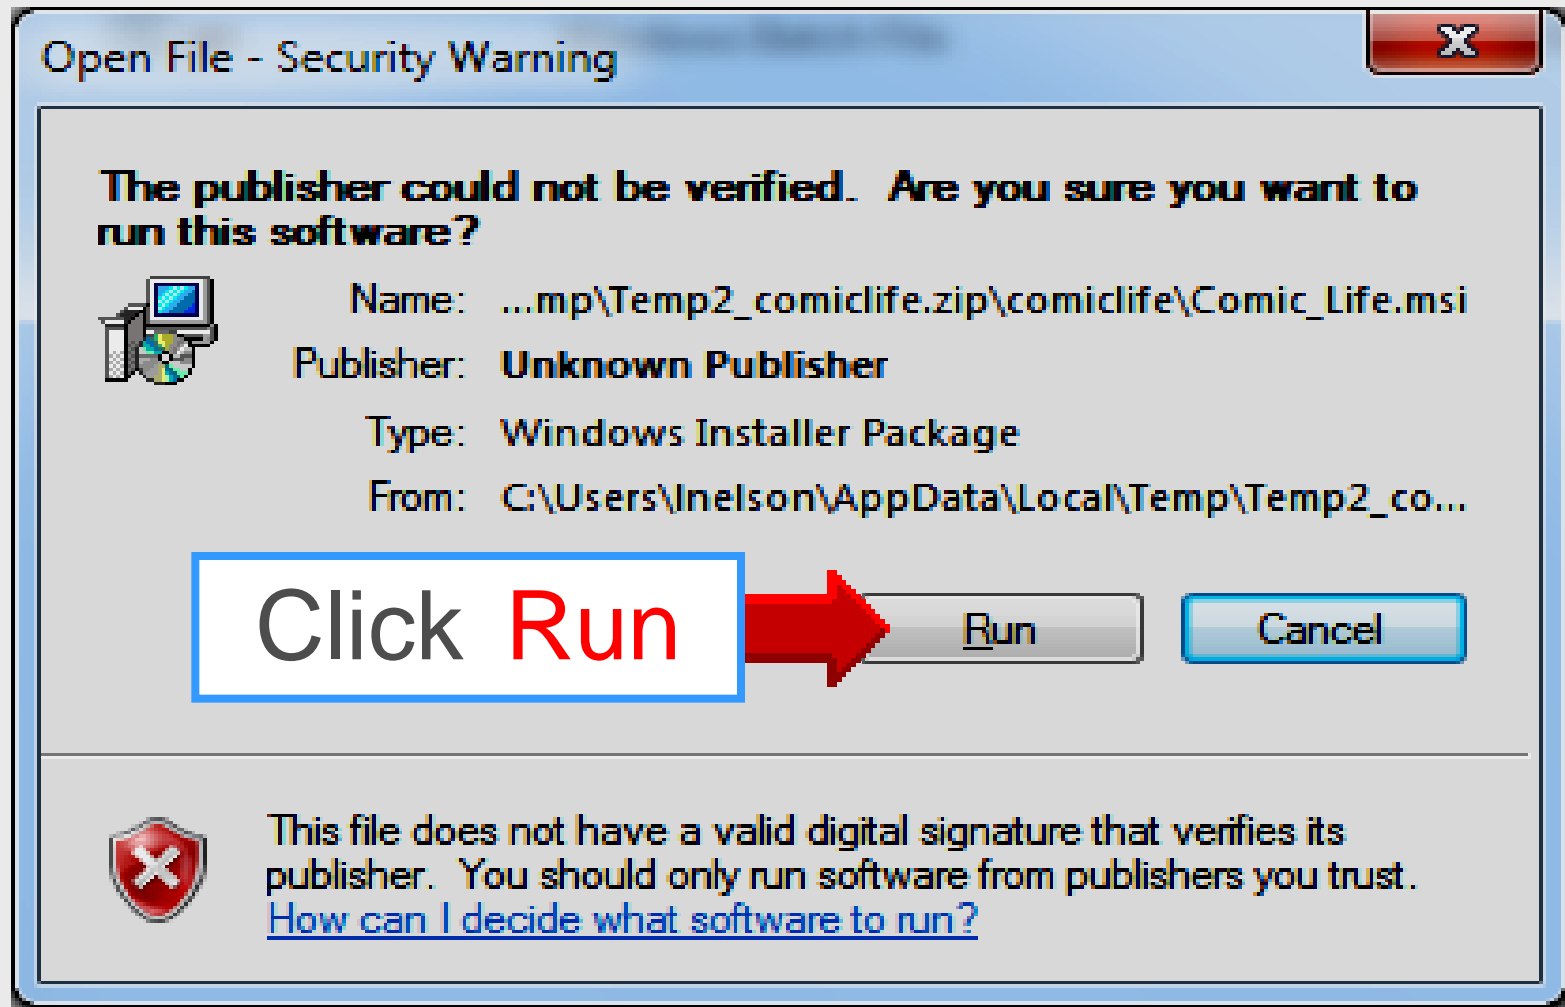 Open File - Security Warning
The publisher could not be verified. Are you sure you want to
run this software?
Name: ...mp\Temp2_comiclife.zip\comiclife\Comic_Life.msi
Publisher: Unknown Publisher
Type: Windows Installer Package
From: C:\Users\lnelson\AppData\Local\Temp\Temp2_co...
Click Run
Run Cancel
This file does not have a valid digital signature that verifies its
publisher. You should only run software from publishers you trust.
How can I decide what software to run?